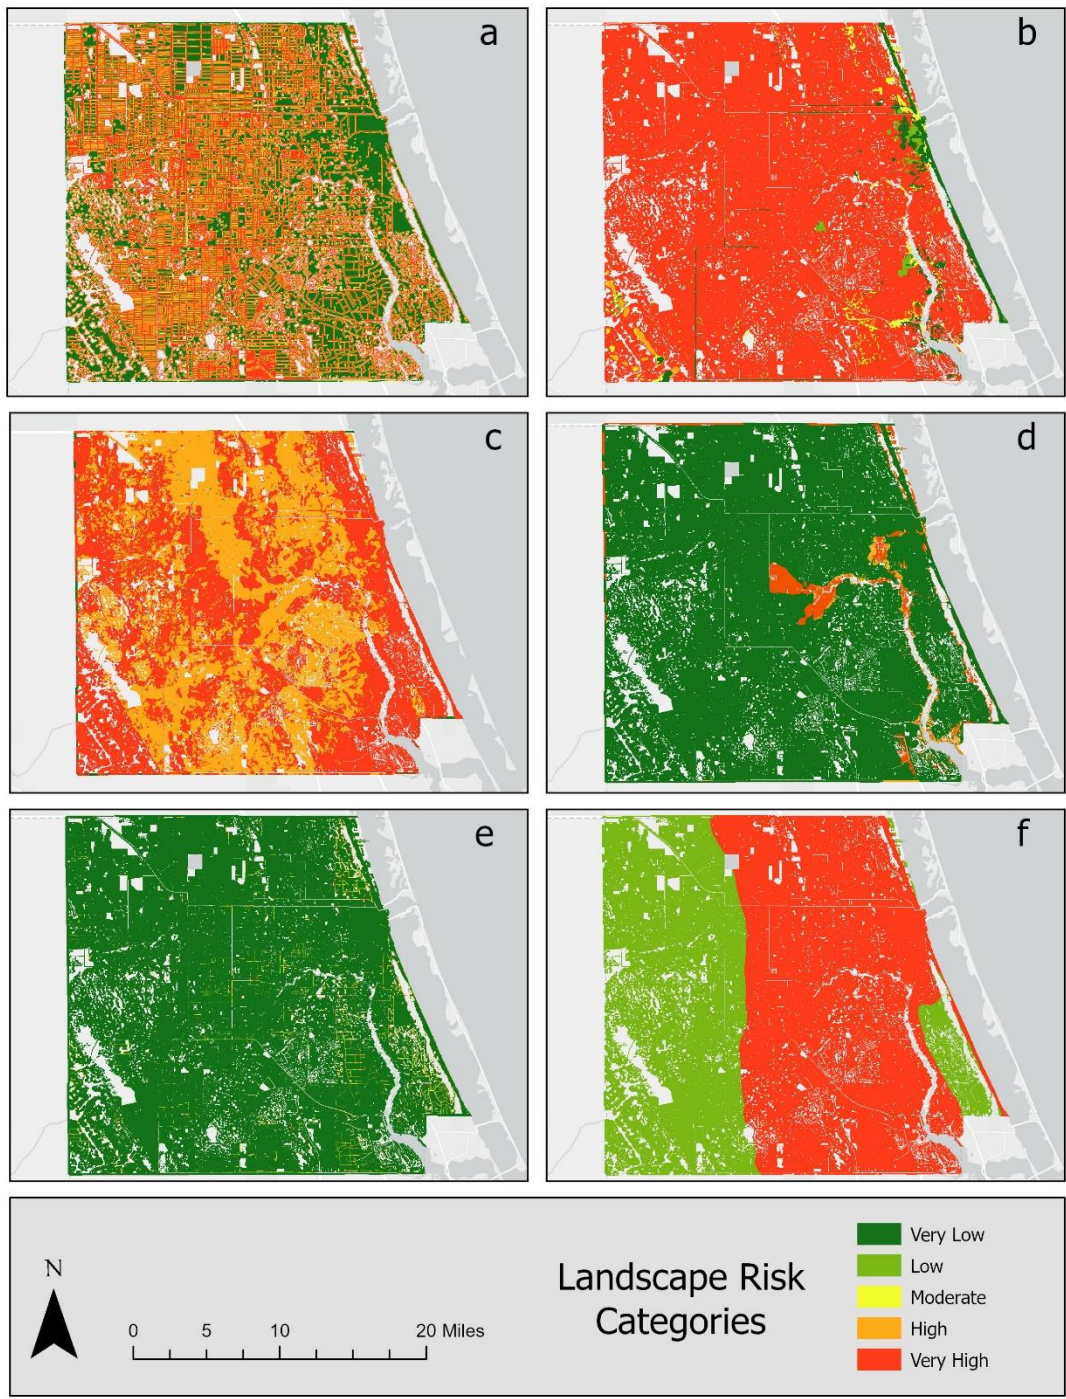 a
b
c
d
e
f
N
0 5 10 20 Miles
Landscape Risk
Categories
Very Low
Low
Moderate
High
Very High